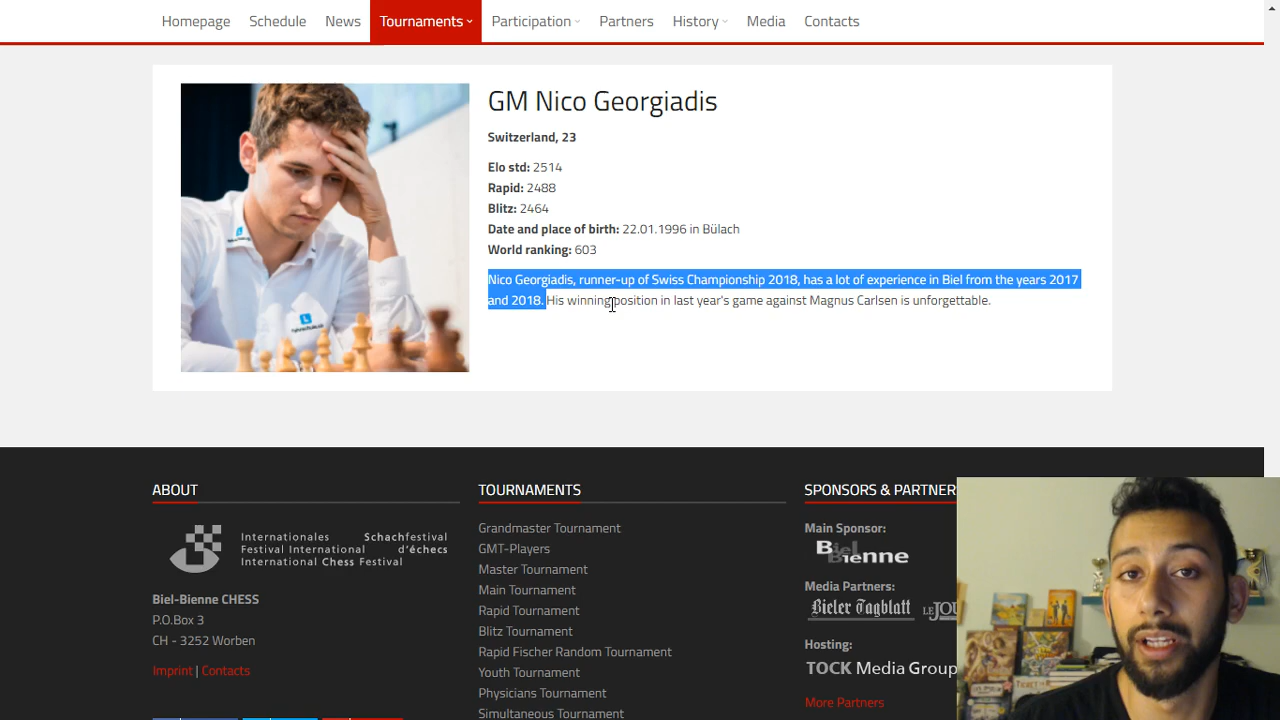 Homepage Schedule News Tournaments Participation Partners History Media Contacts
GM Nico Georgiadis
Switzerland, 23
Elo std: 2514
Rapid: 2488
Blitz: 2464
Date and place of birth: 22.01.1996 in Bülach
World ranking: 603
Nico Georgiadis, runner-up of Swiss Championship 2018, has a lot of experience in Biel from the years 2017
and 2018. His winning position in last year's game against Magnus Carlsen is unforgettable.
ABOUT
Internationales Schachfestival
Festival International d'échecs
International Chess Festival
Biel-Bienne CHESS
P.O.Box 3
CH - 3252 Worben
Imprint | Contacts
TOURNAMENTS
Grandmaster Tournament
GMT-Players
Master Tournament
Main Tournament
Rapid Tournament
Blitz Tournament
Rapid Fischer Random Tournament
Youth Tournament
Physicians Tournament
Simultaneous Tournament
SPONSORS & PARTNER
Main Sponsor:
Biel
Bienne
Media Partners:
Bieler Tagblatt LE JOU
Hosting:
TOCK Media Group
More Partners